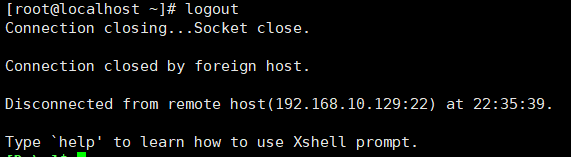 [root@localhost ~]# logout
Connection closing...Socket close.
Connection closed by foreign host.
Disconnected from remote host(192.168.10.129:22) at 22:35:39.
Type `help' to learn how to use Xshell prompt.